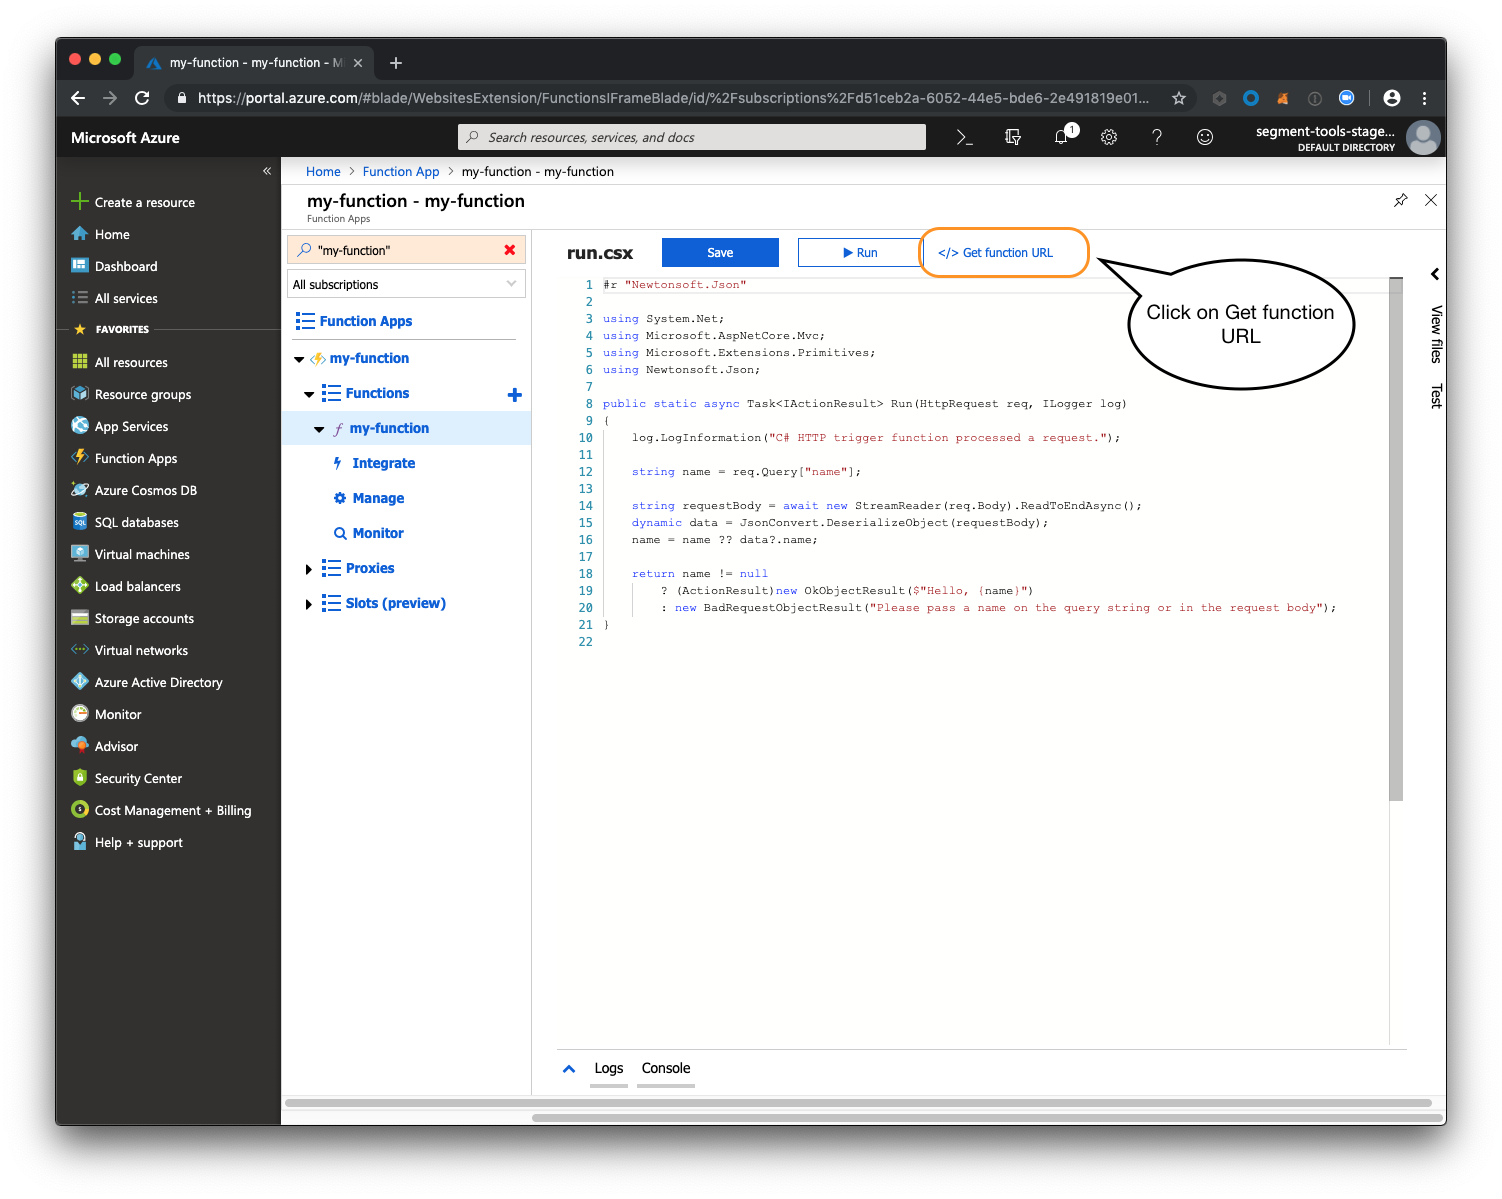 my-function - my-function - M
https://portal.azure.com/#blade/WebsitesExtension/FunctionsIFrameBlade/id/%2Fsubscriptions%2Fd51ceb2a-6052-44e5-bde6-2e491819e01...
Microsoft Azure
Search resources, services, and docs
1
segment-tools-stage...
DEFAULT DIRECTORY
Create a resource
Home
Dashboard
All services
FAVORITES
All resources
Resource groups
App Services
Function Apps
Azure Cosmos DB
SQL databases
Virtual machines
Load balancers
Storage accounts
Virtual networks
Azure Active Directory
Monitor
Advisor
Security Center
Cost Management + Billing
Help + support
Home > Function App > my-function - my-function
my-function - my-function
Function Apps
"my-function"
All subscriptions
Function Apps
my-function
Functions
my-function
Integrate
Manage
Monitor
Proxies
Slots (preview)
run.csx
Save
Run
</> Get function URL
Click on Get function
URL
1 #r "Newtonsoft.Json"
2
3 using System.Net;
4 using Microsoft.AspNetCore.Mvc;
5 using Microsoft.Extensions.Primitives;
6 using Newtonsoft.Json;
7
8 public static async Task<IActionResult> Run(HttpRequest req, ILogger log)
9 {
10 log.LogInformation("C# HTTP trigger function processed a request.");
11
12 string name = req.Query["name"];
13
14 string requestBody = await new StreamReader(req.Body).ReadToEndAsync();
15 dynamic data = JsonConvert.DeserializeObject(requestBody);
16 name = name ?? data?.name;
17
18 return name != null
19 ? (ActionResult)new OkObjectResult($"Hello, {name}")
20 : new BadRequestObjectResult("Please pass a name on the query string or in the request body");
21 }
22
View files
Test
Logs
Console